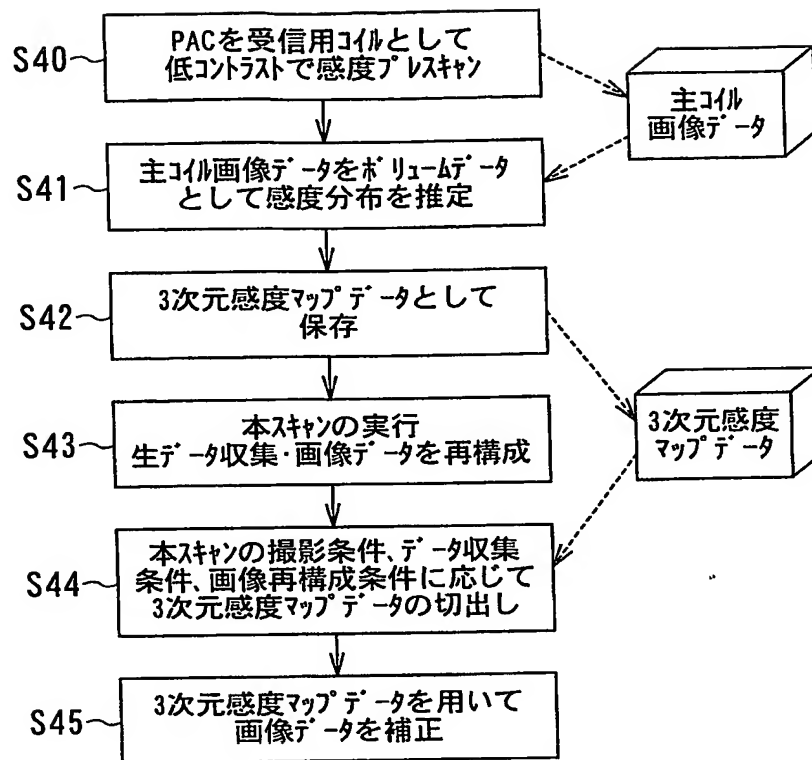 S40
PACを受信用コイルとして
低コントラストで感度プレスキャン
主コイル
画像データ
S41
主コイル画像データをボリュームデータ
として感度分布を推定
S42
3次元感度マップデータとして
保存
S43
本スキャンの実行
生データ収集・画像データを再構成
3次元感度
マップデータ
S44
本スキャンの撮影条件、データ収集
条件、画像再構成条件に応じて
3次元感度マップデータの切出し
S45
3次元感度マップデータを用いて
画像データを補正